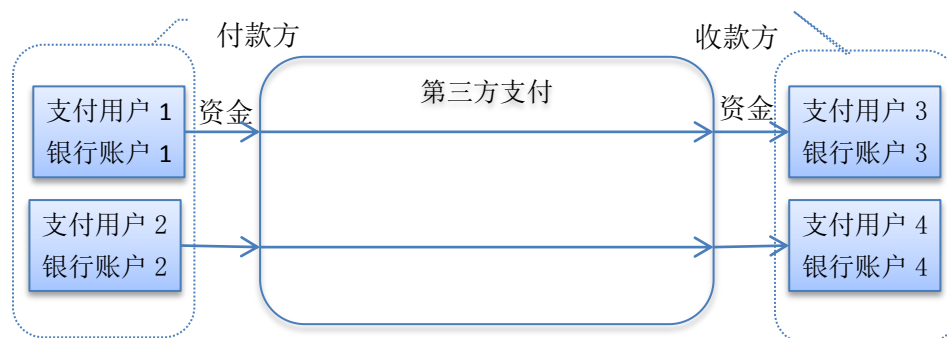 付款方
收款方
第三方支付
支付用户 1
银行账户 1
资金
资金
支付用户 3
银行账户 3
支付用户 2
银行账户 2
支付用户 4
银行账户 4